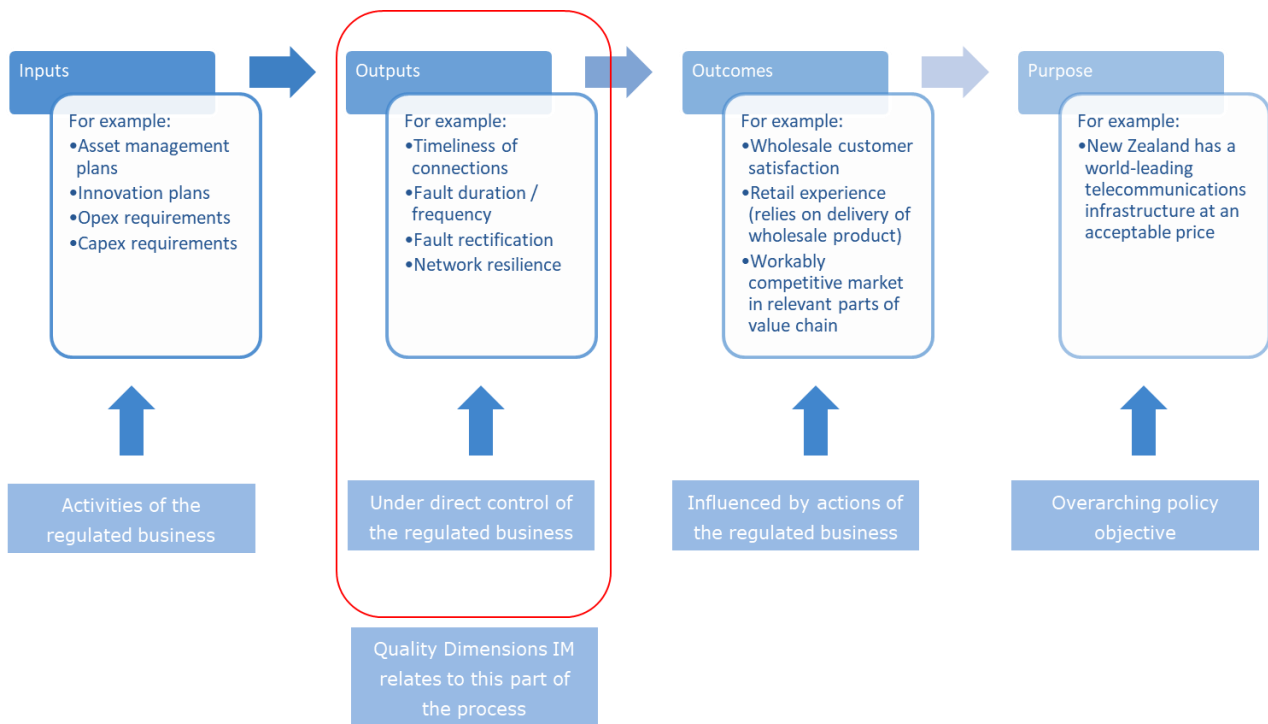 Inputs
For example:
•Asset management
plans
•Innovation plans
•Opex requirements
•Capex requirements
Activities of the
regulated business
Outputs
For example:
•Timeliness of
connections
•Fault duration /
frequency
•Fault rectification
•Network resilience
Under direct control of
the regulated business
Quality Dimensions IM
relates to this part of
the process
Outcomes
For example:
•Wholesale customer
satisfaction
•Retail experience
(relies on delivery of
wholesale product)
•Workably
competitive market
in relevant parts of
value chain
Influenced by actions of
the regulated business
Purpose
For example:
•New Zealand has a
world-leading
telecommunications
infrastructure at an
acceptable price
Overarching policy
objective